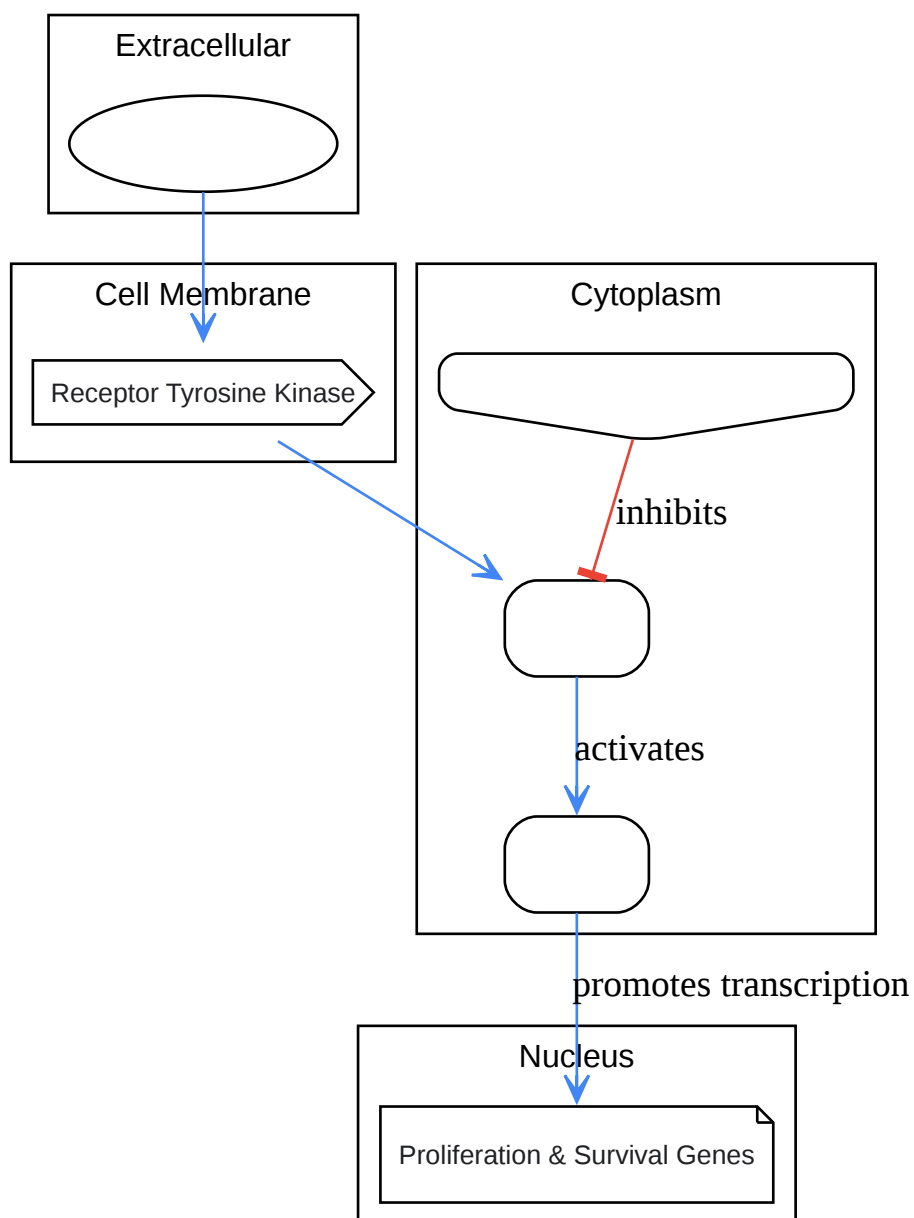 Extracellular
Cell Membrane
Cytoplasm
Receptor Tyrosine Kinase
inhibits
activates
promotes transcription
Nucleus
Proliferation & Survival Genes